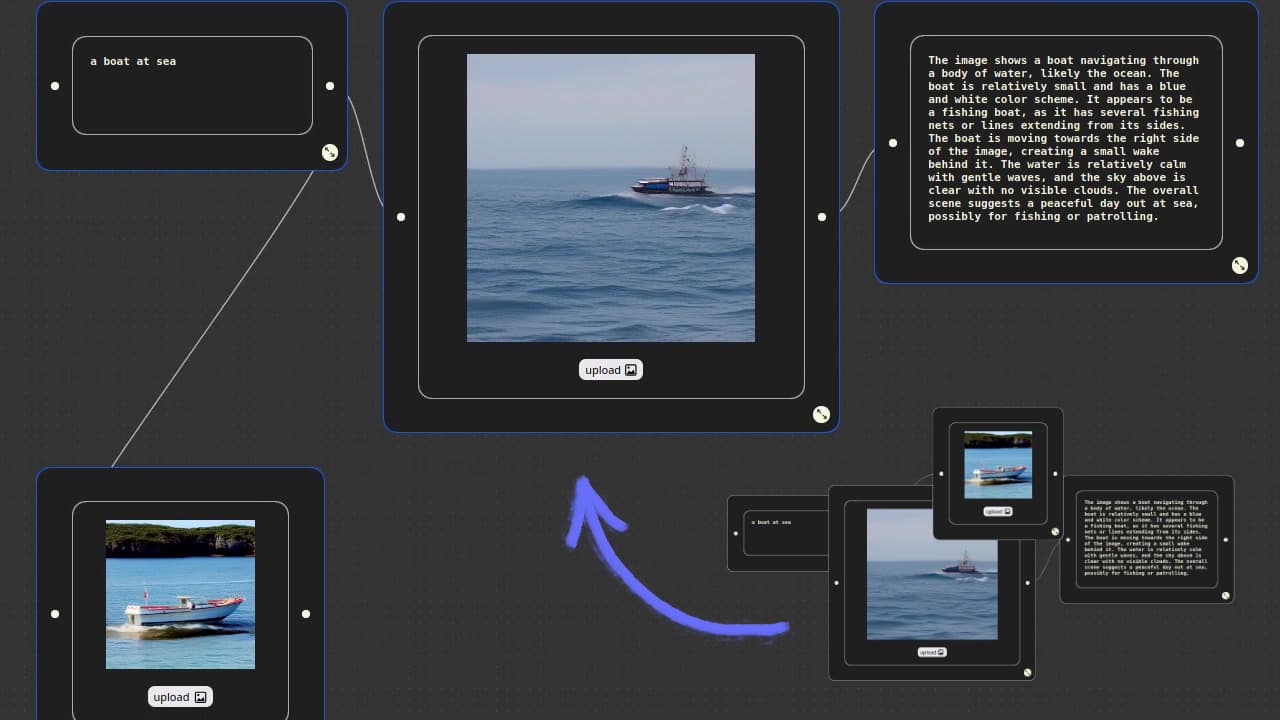 a boat at sea
The image shows a boat navigating through
a body of water, likely the ocean. The
boat is relatively small and has a blue
and white color scheme. It appears to be
a fishing boat, as it has several fishing
nets or lines extending from its sides.
The boat is moving towards the right side
of the image, creating a small wake
behind it. The water is relatively calm
with gentle waves, and the sky above is
clear with no visible clouds. The overall
scene suggests a peaceful day out at sea,
possibly for fishing or patrolling.
upload
upload
a boat at sea
upload
upload
The image shows a boat navigating through
a body of water, likely the ocean. The
boat is relatively small and has a blue
and white color scheme. It appears to be
a fishing boat, as it has several fishing
nets or lines extending from its sides.
The boat is moving towards the right side
of the image, creating a small wake
behind it. The water is relatively calm
with gentle waves, and the sky above is
clear with no visible clouds. The overall
scene suggests a peaceful day out at sea,
possibly for fishing or patrolling.